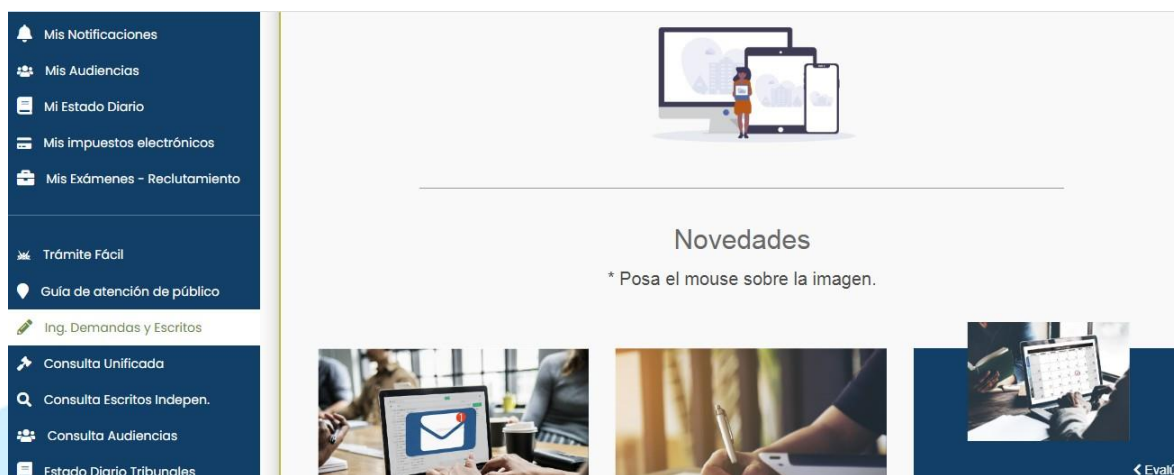 Mis Notificaciones
Mis Audiencias
Mi Estado Diario
Mis impuestos electrónicos
Mis Exámenes - Reclutamiento
Trámite Fácil
Guía de atención de público
Ing. Demandas y Escritos
Consulta Unificada
Consulta Escritos Indepen.
Consulta Audiencias
Estado Diario Tribunales
Novedades
* Posa el mouse sobre la imagen.